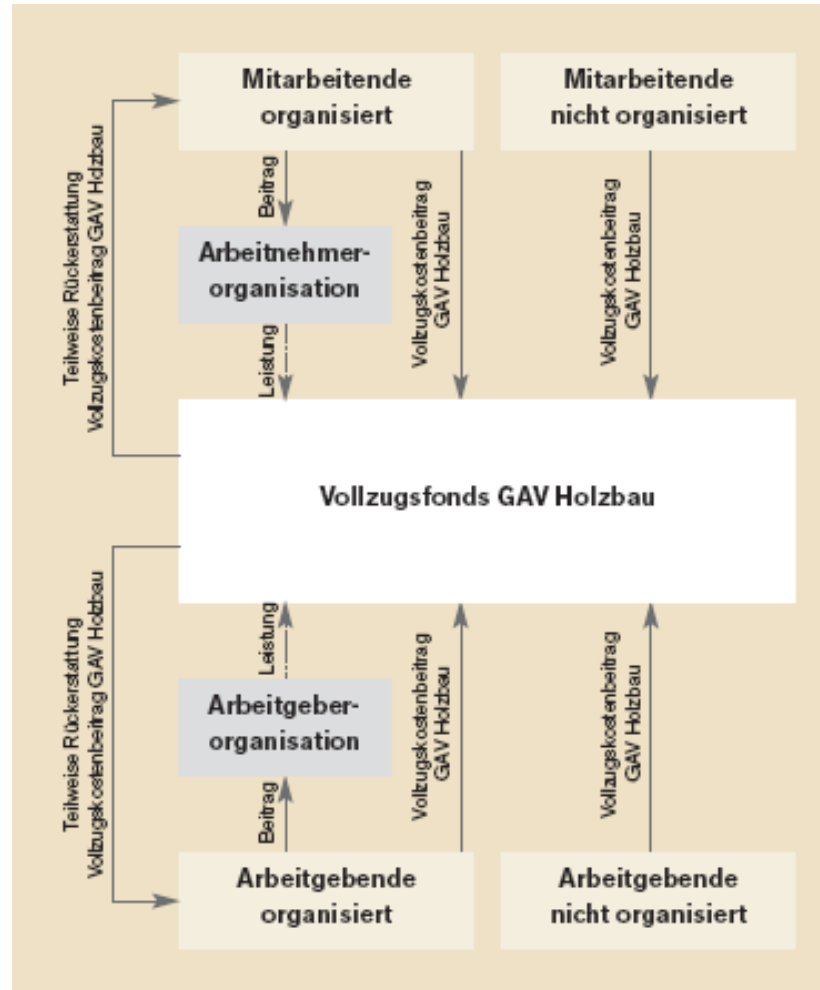 Mitarbeitende
organisiert
Mitarbeitende
nicht organisiert
Teilweise Rückerstattung
Vollzugskostenbeitrag GAV Holzbau
Beitrag
Vollzugskostenbeitrag
GAV Holzbau
Vollzugskostenbeitrag
GAV Holzbau
Arbeitnehmer-
organisation
Leistung
Vollzugsfonds GAV Holzbau
Teilweise Rückerstattung
Vollzugskostenbeitrag GAV Holzbau
Leistung
Vollzugskostenbeitrag
GAV Holzbau
Vollzugskostenbeitrag
GAV Holzbau
Arbeitgeber-
organisation
Beitrag
Arbeitgebende
organisiert
Arbeitgebende
nicht organisiert